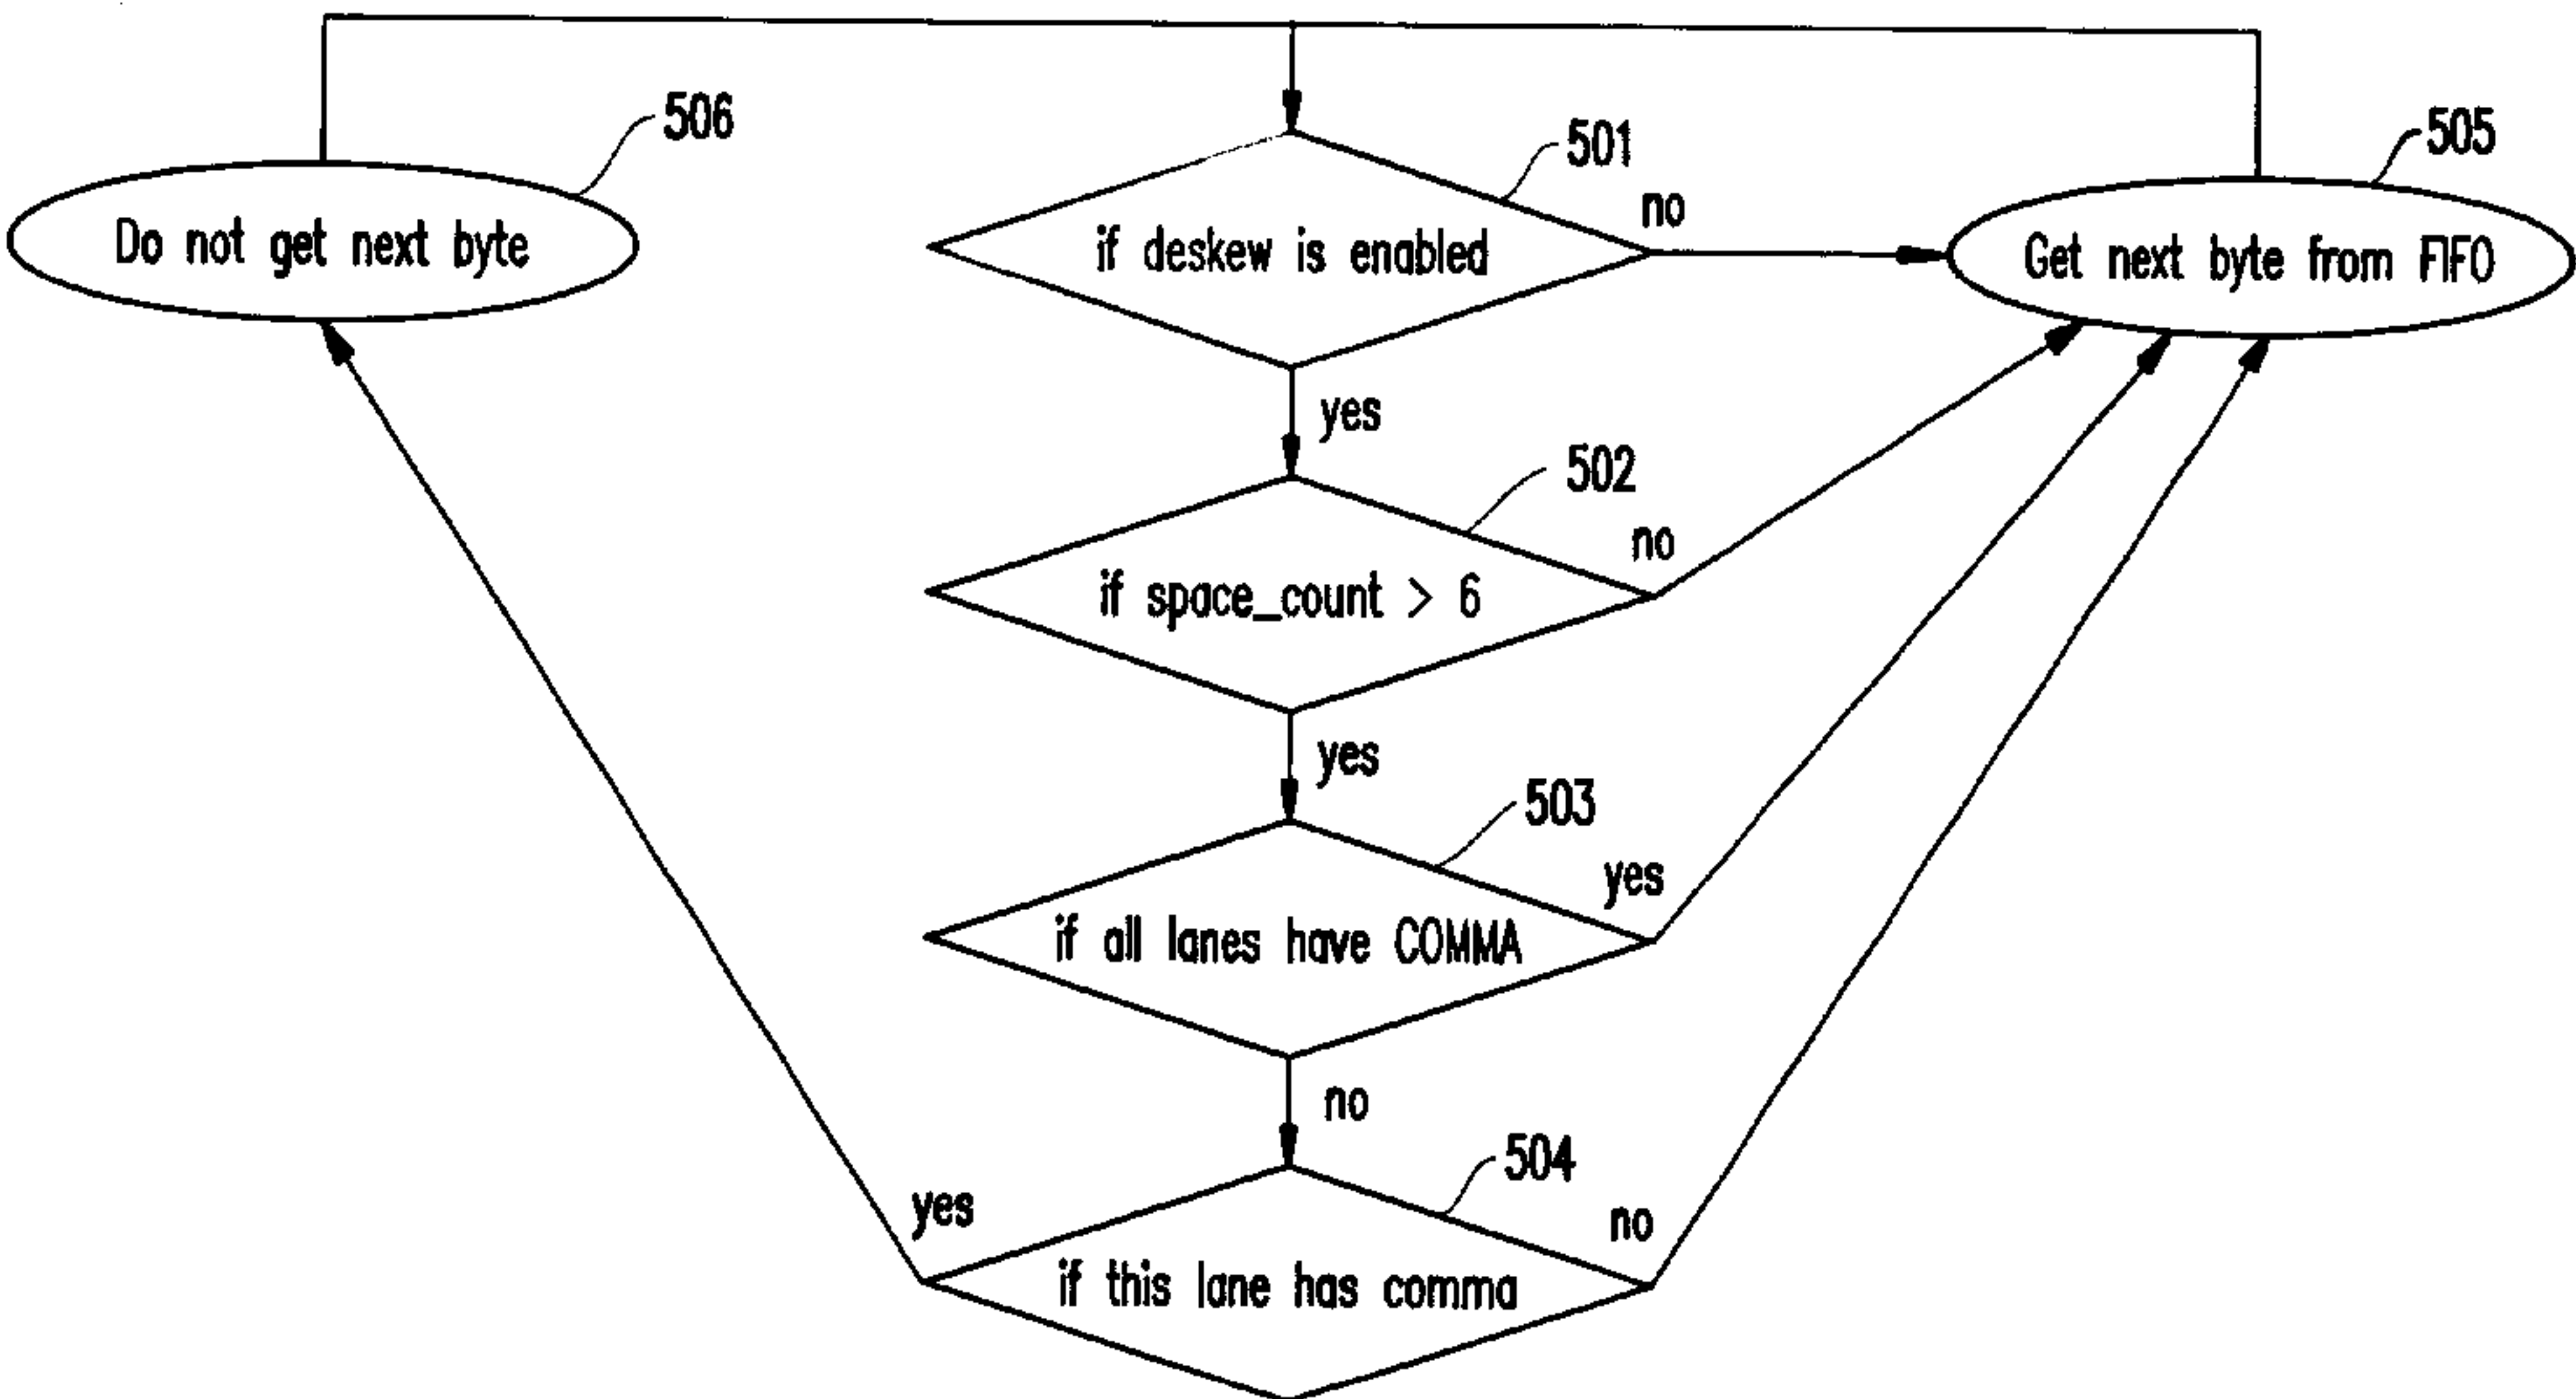 506
Do not get next byte
501
if deskew is enabled
no
505
Get next byte from FIFO
yes
502
if space_count > 6
no
yes
503
if all lanes have COMMA
yes
no
504
yes
if this lane has comma
no